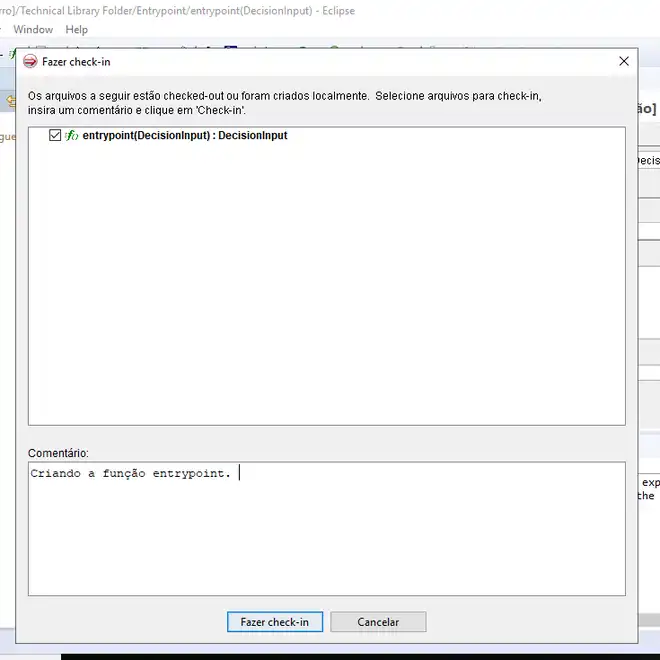 rro]/Technical Library Folder/Entrypoint/entrypoint(DecisionInput) - Eclipse
Window Help
Fazer check-in
Os arquivos a seguir estão checked-out ou foram criados localmente. Selecione arquivos para check-in,
insira um comentário e clique em 'Check-in'.
ão]
entrypoint(DecisionInput) : DecisionInput
gue
Decis
Comentário:
Criando a função entrypoint.
exp
the
Fazer check-in Cancelar